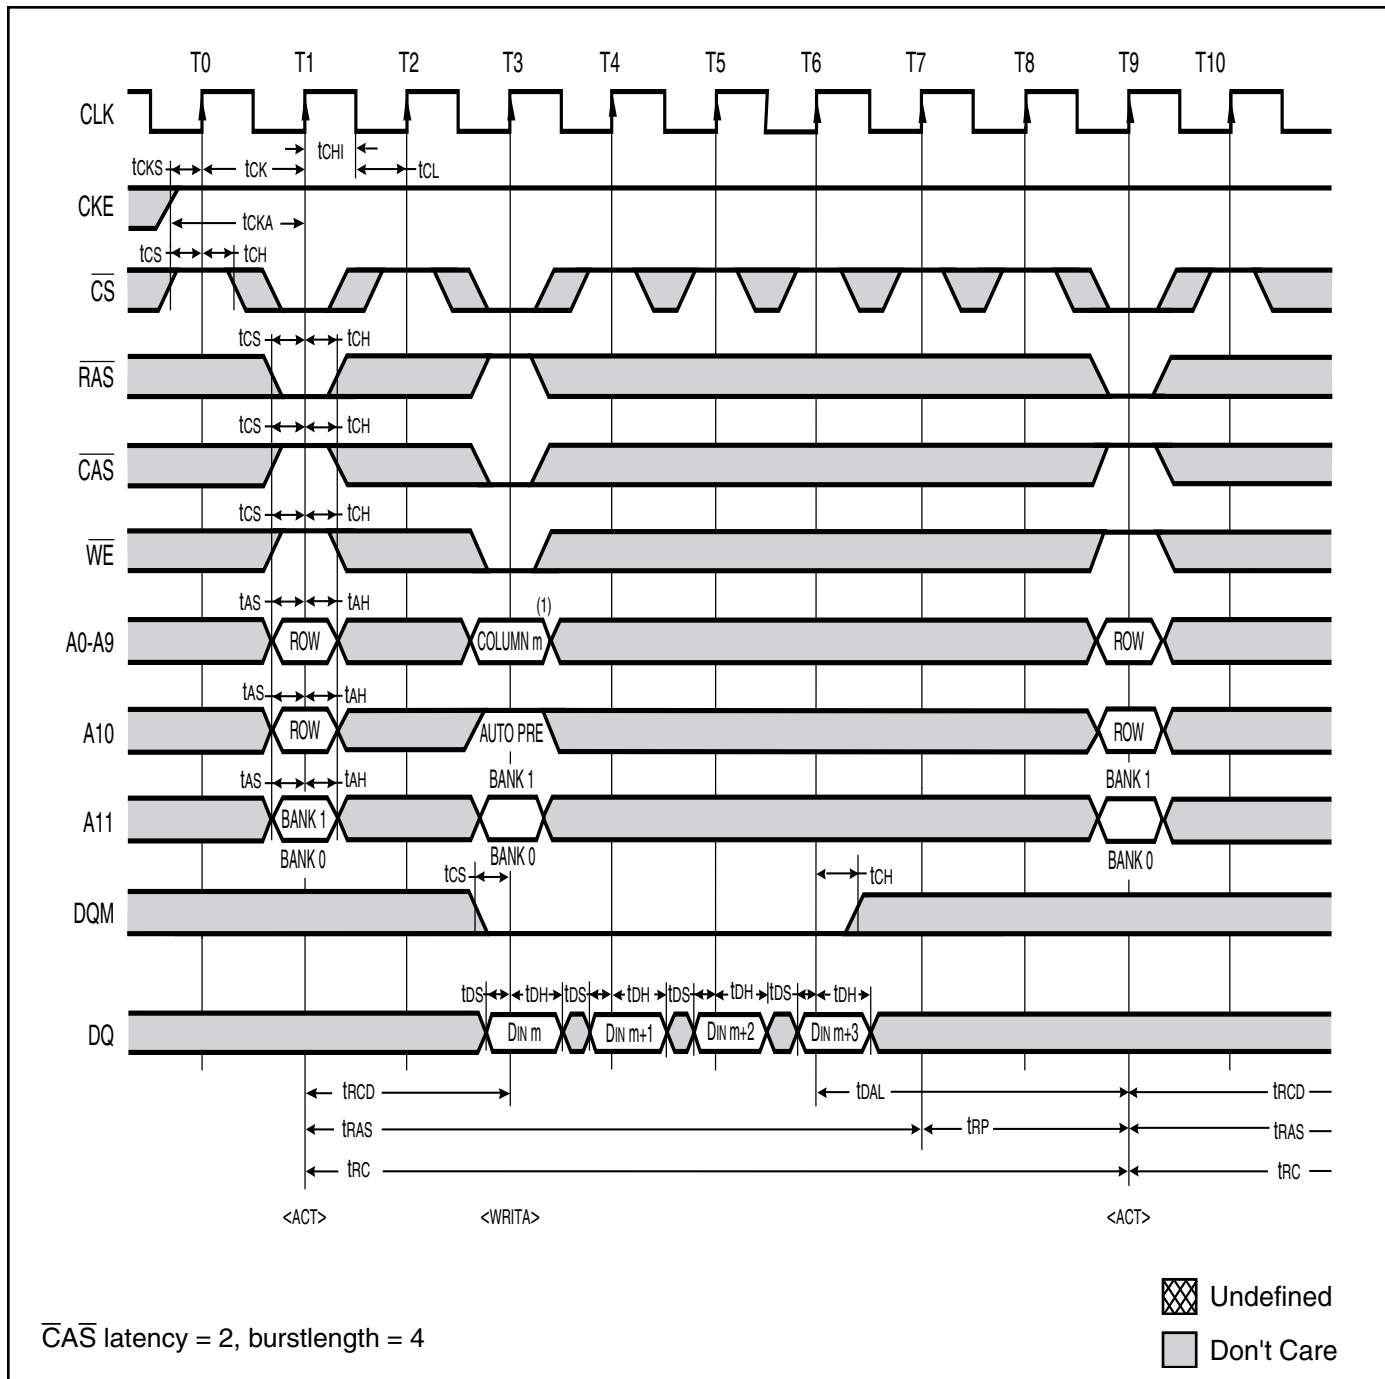 T0 T1 T2 T3 T4 T5 T6 T7 T8 T9 T10
CLK
tCHI
tCKS tCK tCL
CKE
tCKA
tCS tCH
CS
tCS tCH
RAS
tCS tCH
CAS
tCS tCH
WE
tAS tAH (1)
A0-A9 ROW COLUMN m ROW
tAS tAH
A10 ROW AUTO PRE ROW
BANK 1 BANK 1
tAS tAH
A11 BANK 1
BANK 0 BANK 0 BANK 0
tCS tCH
DQM
tDS tDH tDS tDH tDS tDH tDS tDH
DQ DIN m DIN m+1 DIN m+2 DIN m+3
tRCD tDAL tRCD
tRAS tRP tRAS
tRC tRC
<ACT> <WRITA> <ACT>
Undefined
CAS latency = 2, burstlength = 4
Don't Care